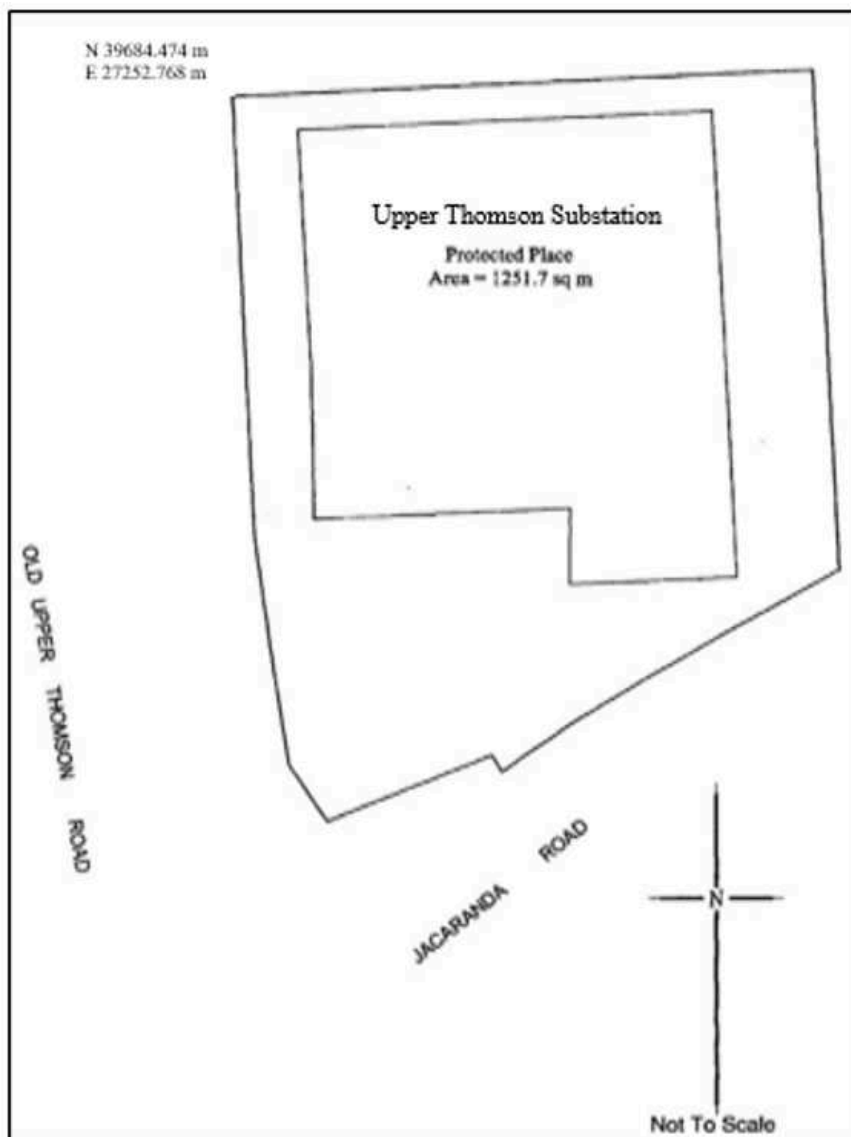 N 39684.474 m
E 27252.768 m
Upper Thomson Substation
Protected Place
Area = 1251.7 sq m
OLD UPPER THOMSON ROAD
JACARANDA ROAD
N
Not To Scale